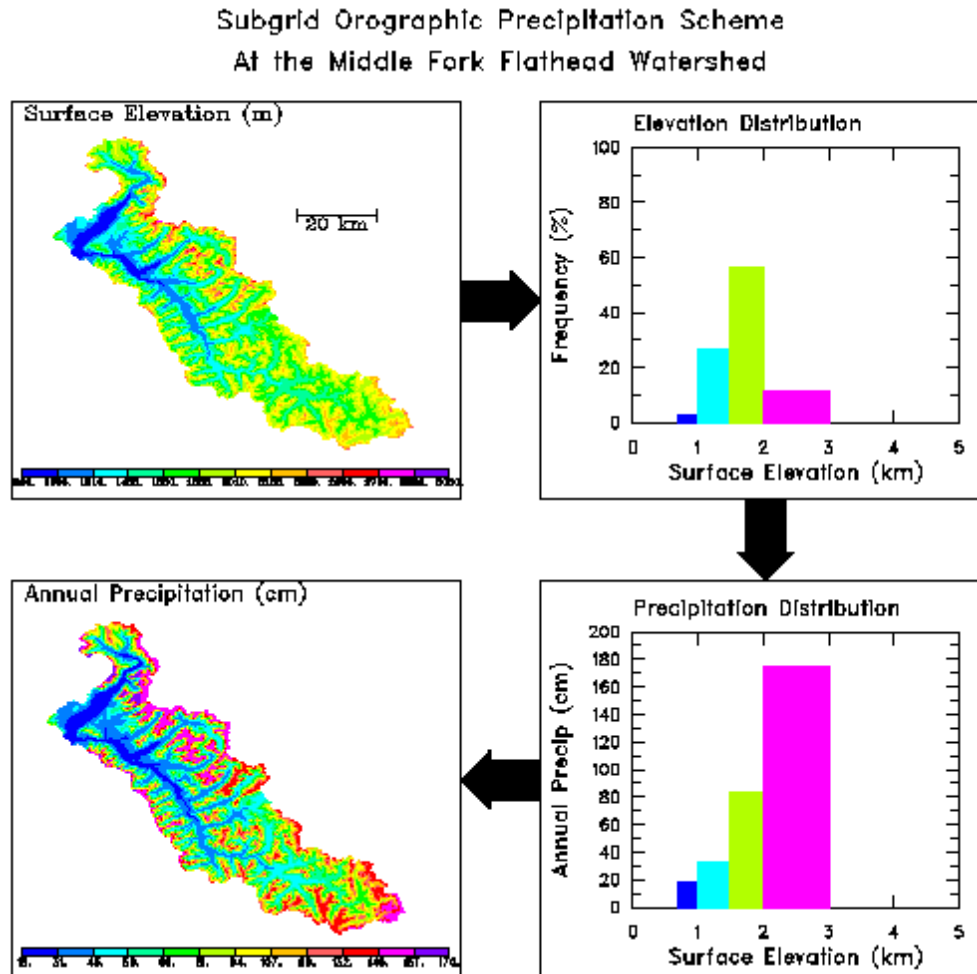 Subgrid Orographic Precipitation Scheme
At the Middle Fork Flathead Watershed
Surface Elevation (m)
20 km
Elevation Distribution
Frequency (%)
100
80
60
40
20
0
0 1 2 3 4 5
Surface Elevation (km)
Annual Precipitation (cm)
Precipitation Distribution
Annual Precip (cm)
200
180
160
140
120
100
80
60
40
20
0
0 1 2 3 4 5
Surface Elevation (km)